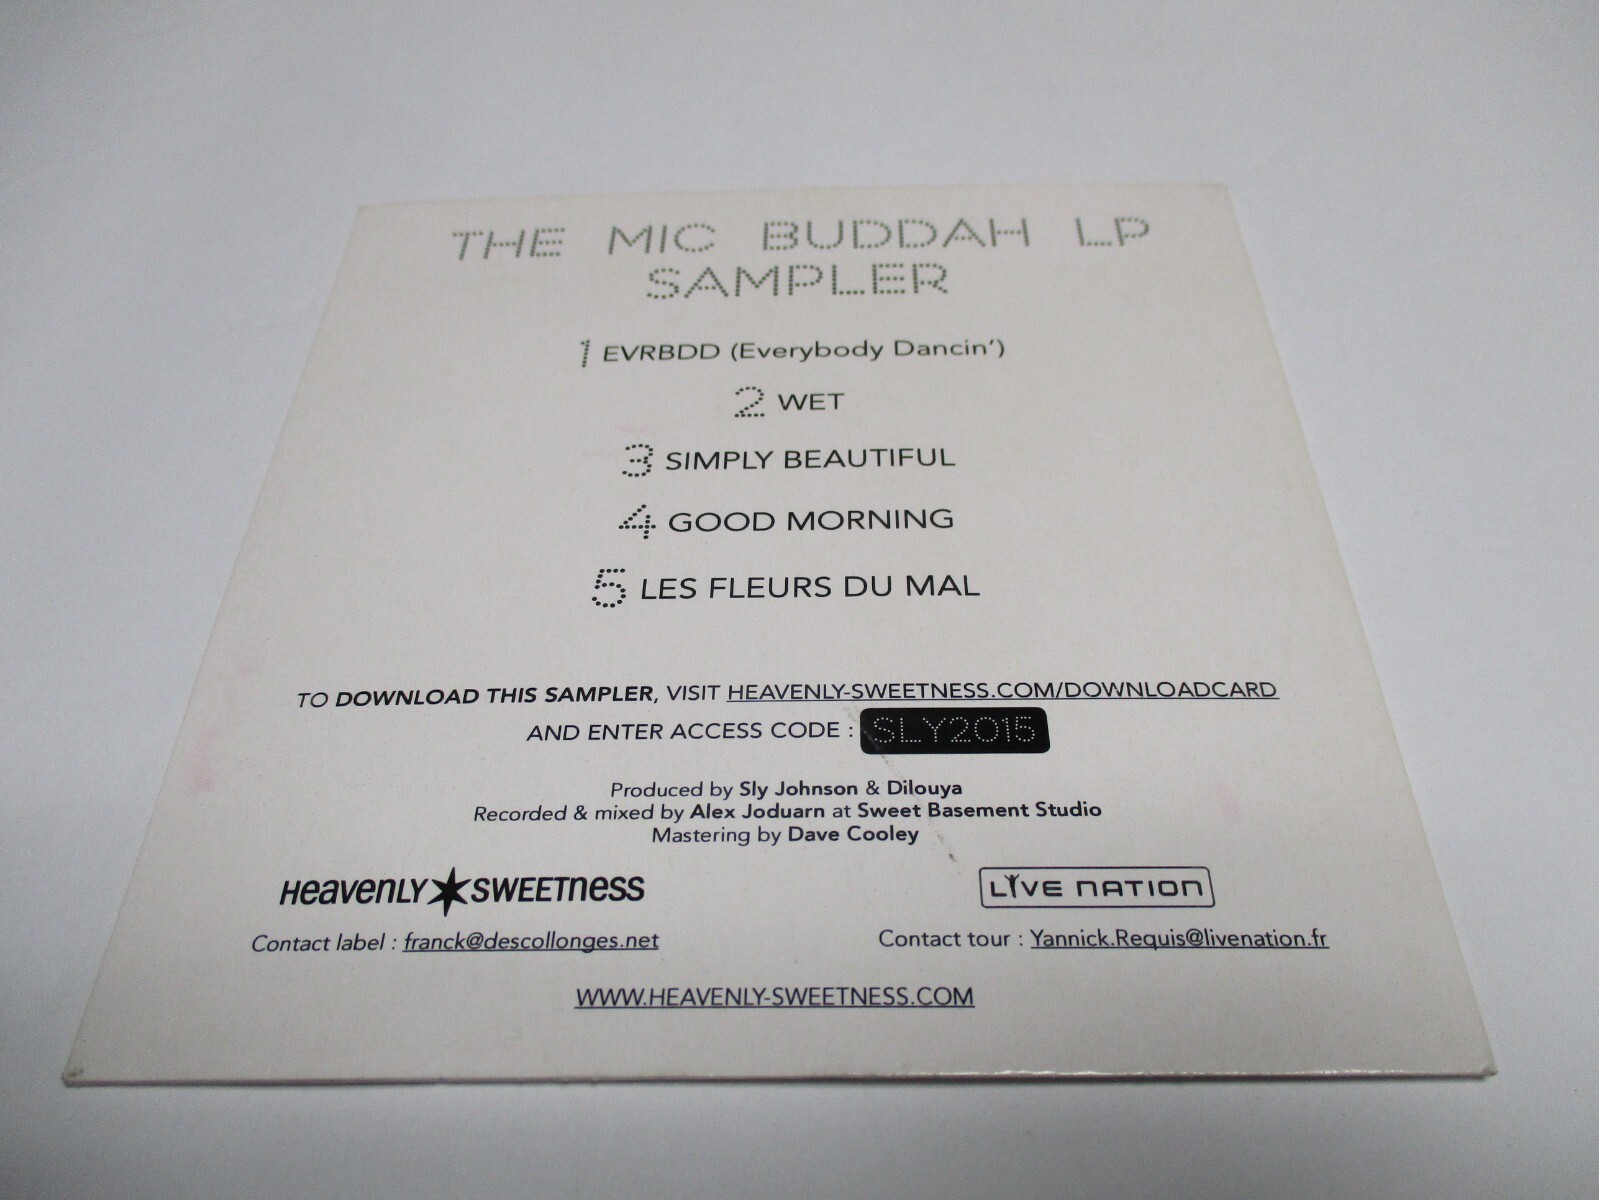 THE MIC BUDDAH LP
SAMPLER
1 EVRBDD (Everybody Dancin')
2 WET
3 SIMPLY BEAUTIFUL
4 GOOD MORNING
5 LES FLEURS DU MAL
TO DOWNLOAD THIS SAMPLER, VISIT HEAVENLY-SWEETNESS.COM/DOWNLOADCARD
AND ENTER ACCESS CODE : SLY2015
Produced by Sly Johnson & Dilouya
Recorded & mixed by Alex Joduarn at Sweet Basement Studio
Mastering by Dave Cooley
HEAVENLY SWEETNESS
LIVE NATION
Contact label : franck@descollonges.net
Contact tour : Yannick.Requis@livenation.fr
WWW.HEAVENLY-SWEETNESS.COM